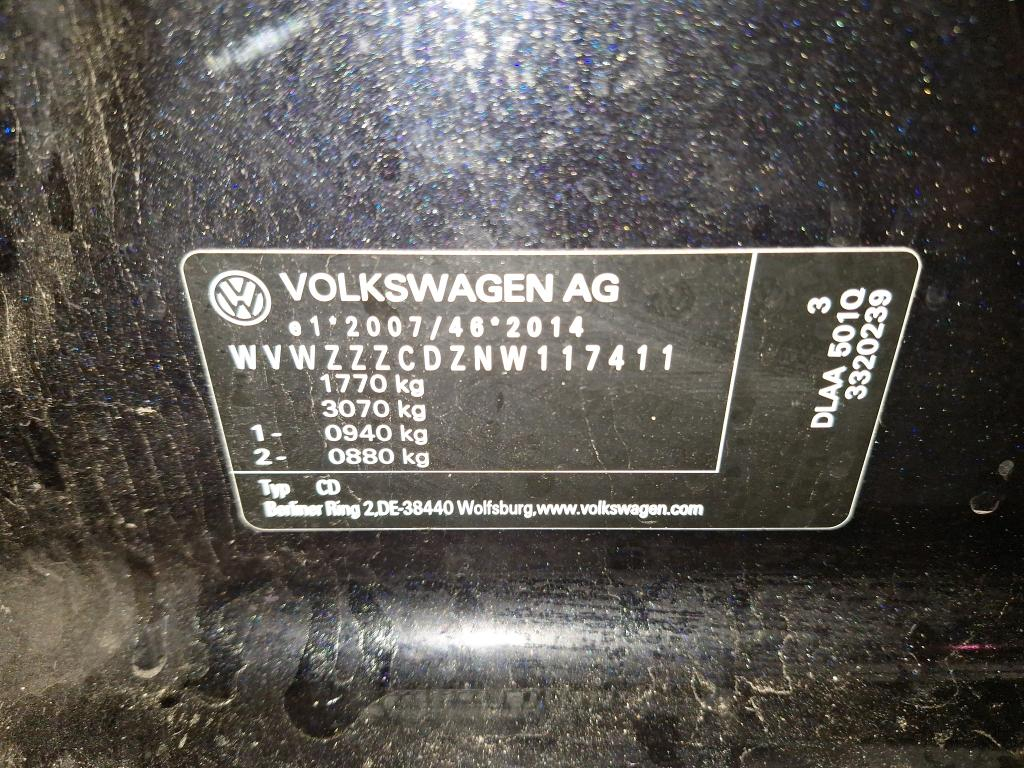 VOLKSWAGEN AG
e1*2007/46*2014
WVWZZZCDZNW117411
1770 kg
3070 kg
1- 0940 kg
2- 0880 kg
Typ CD
Berliner Ring 2,DE-38440 Wolfsburg,www.volkswagen.com
3
DLAA 501Q
3320239